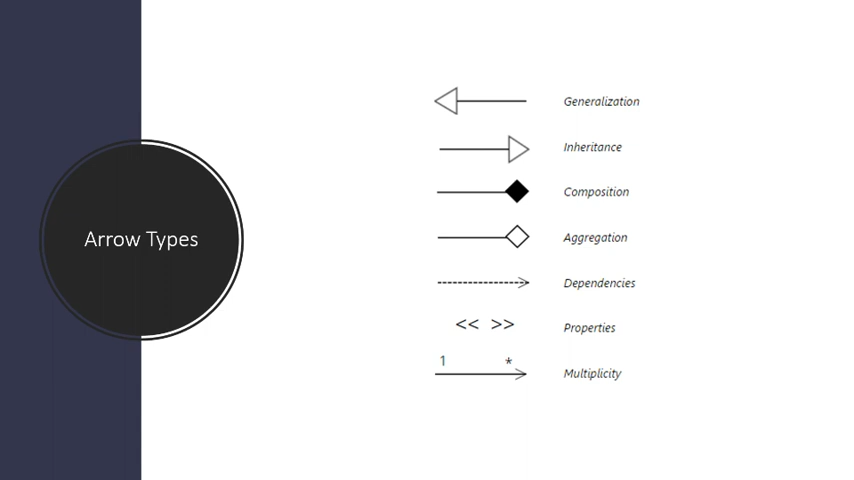 Arrow Types
Generalization
Inheritance
Composition
Aggregation
Dependencies
<< >>
Properties
1 *
Multiplicity